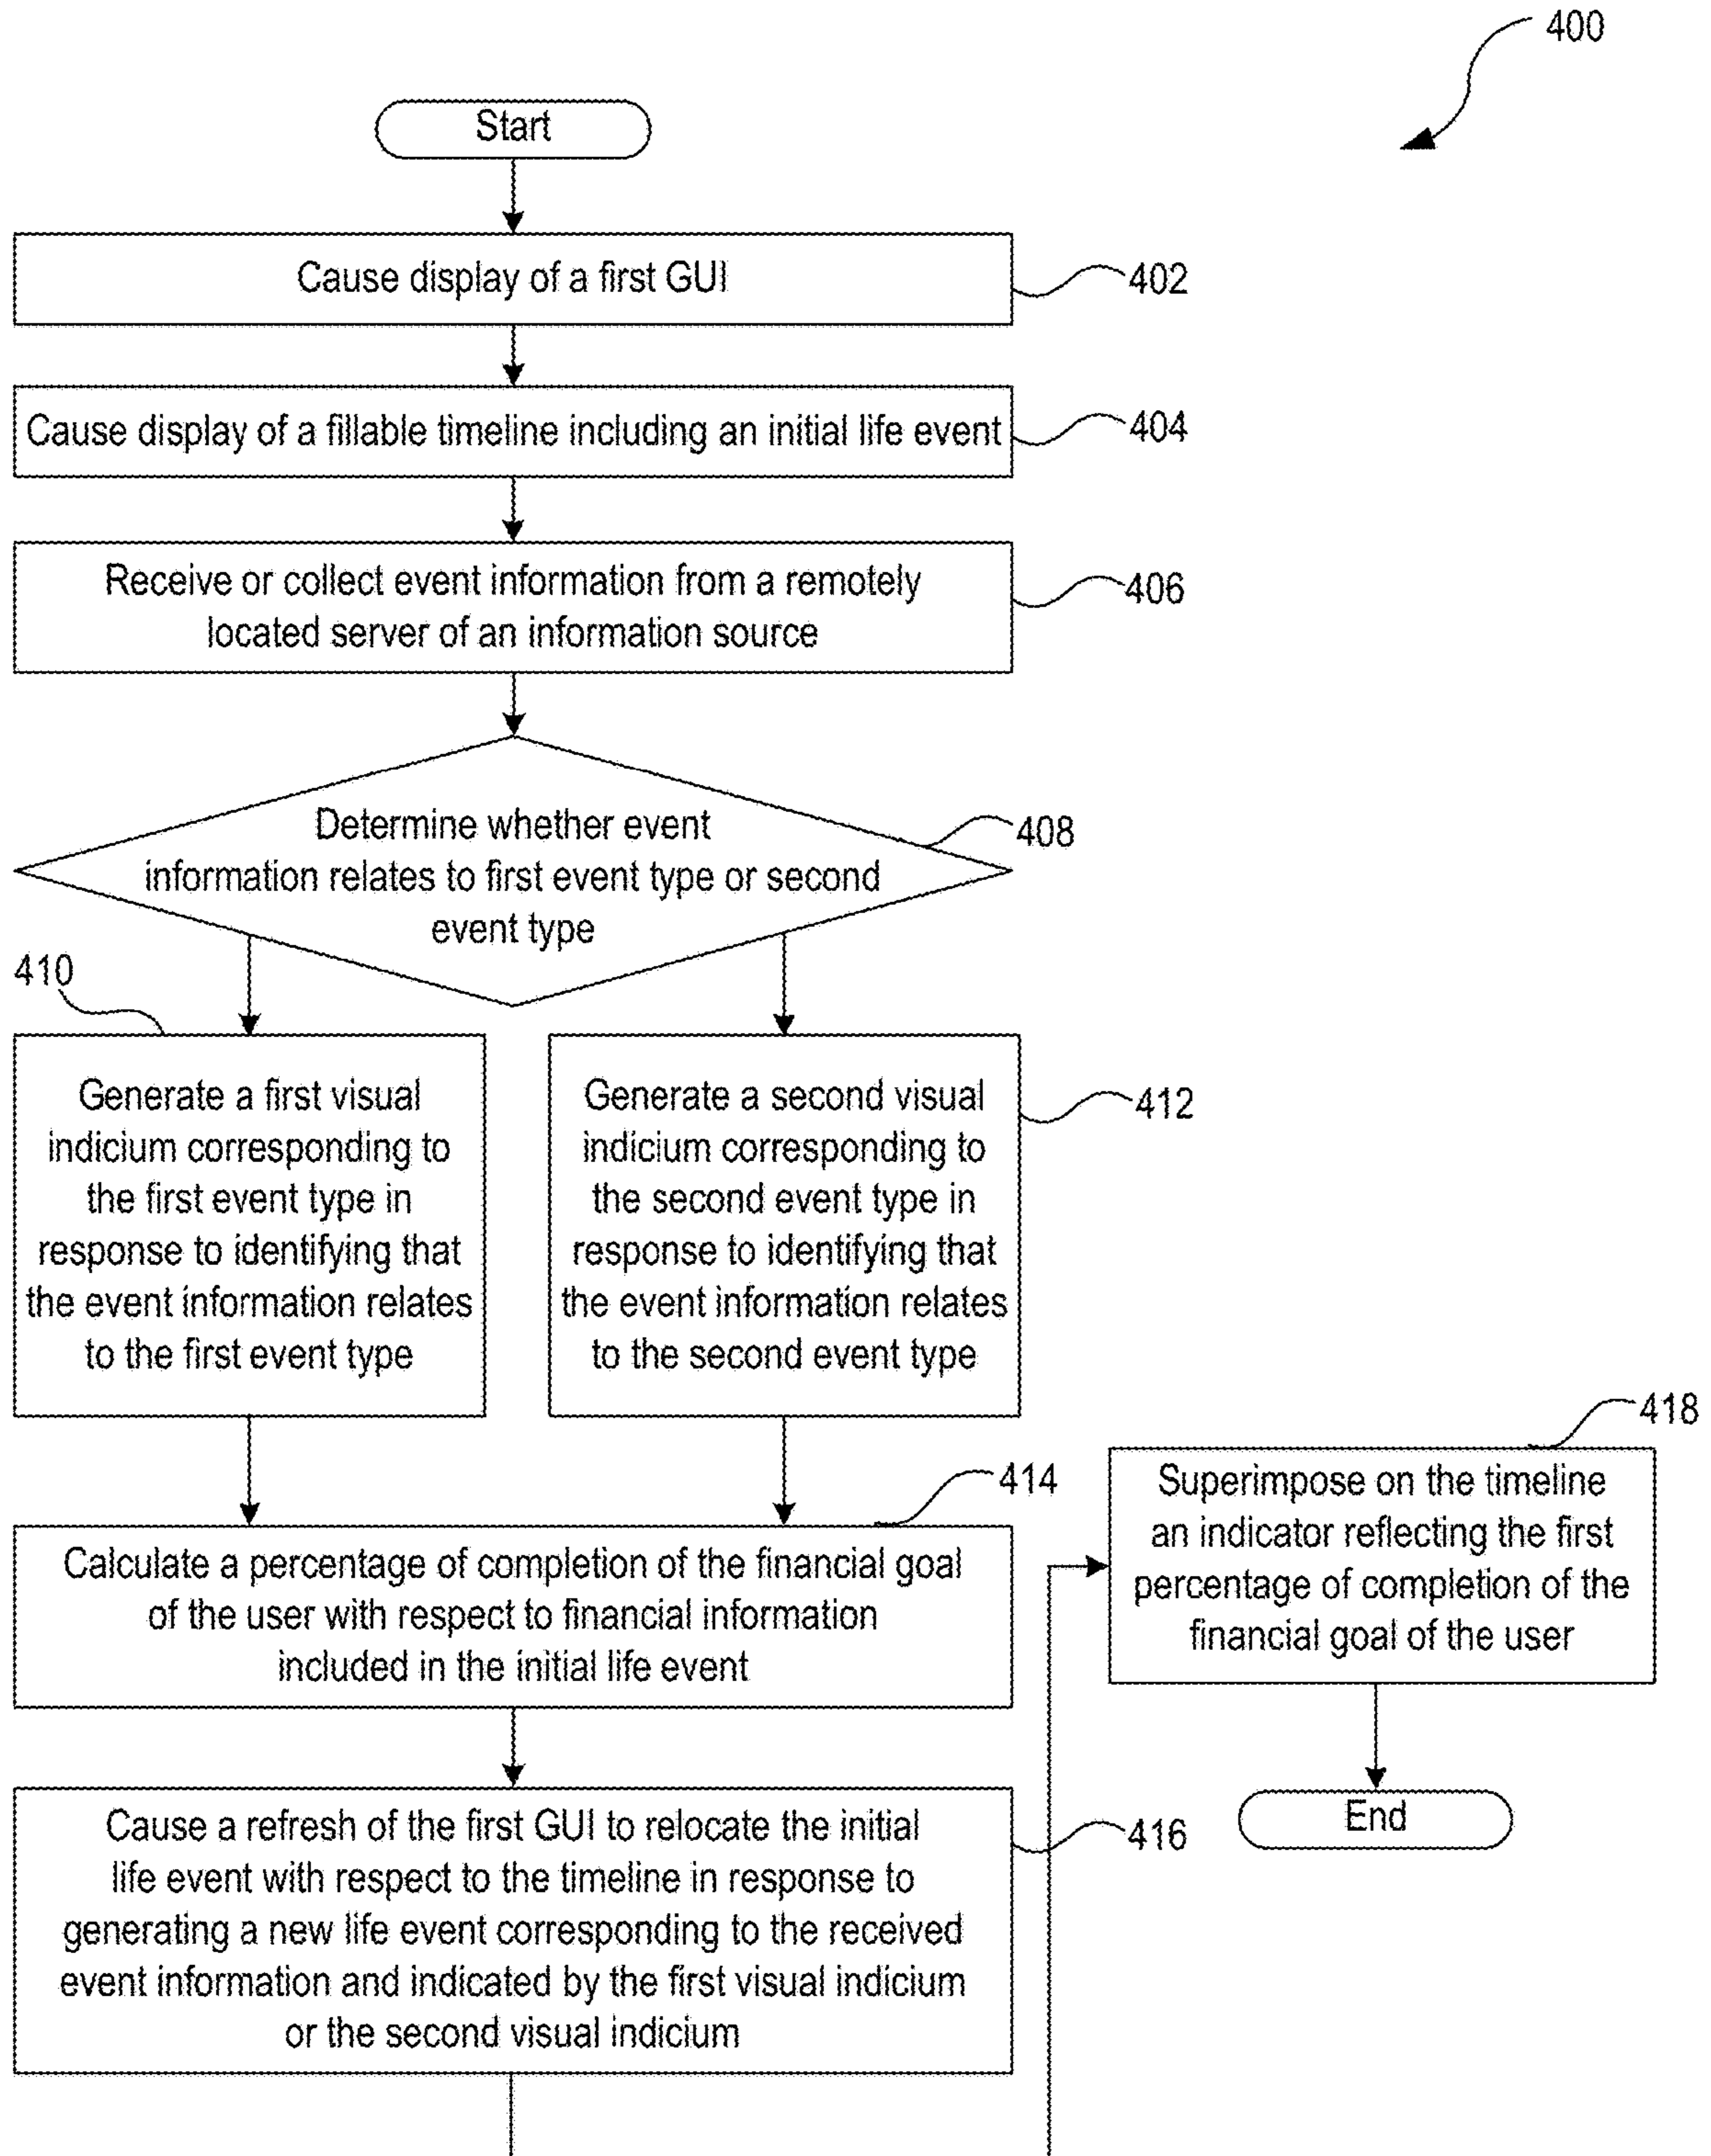 400
Start
Cause display of a first GUI
402
Cause display of a fillable timeline including an initial life event
404
Receive or collect event information from a remotely
located server of an information source
406
Determine whether event
information relates to first event type or second
event type
408
410
Generate a first visual
indicium corresponding to
the first event type in
response to identifying that
the event information relates
to the first event type
Generate a second visual
indicium corresponding to
the second event type in
response to identifying that
the event information relates
to the second event type
412
414
Calculate a percentage of completion of the financial goal
of the user with respect to financial information
included in the initial life event
Cause a refresh of the first GUI to relocate the initial
life event with respect to the timeline in response to
generating a new life event corresponding to the received
event information and indicated by the first visual indicium
or the second visual indicium
416
418
Superimpose on the timeline
an indicator reflecting the first
percentage of completion of the
financial goal of the user
End